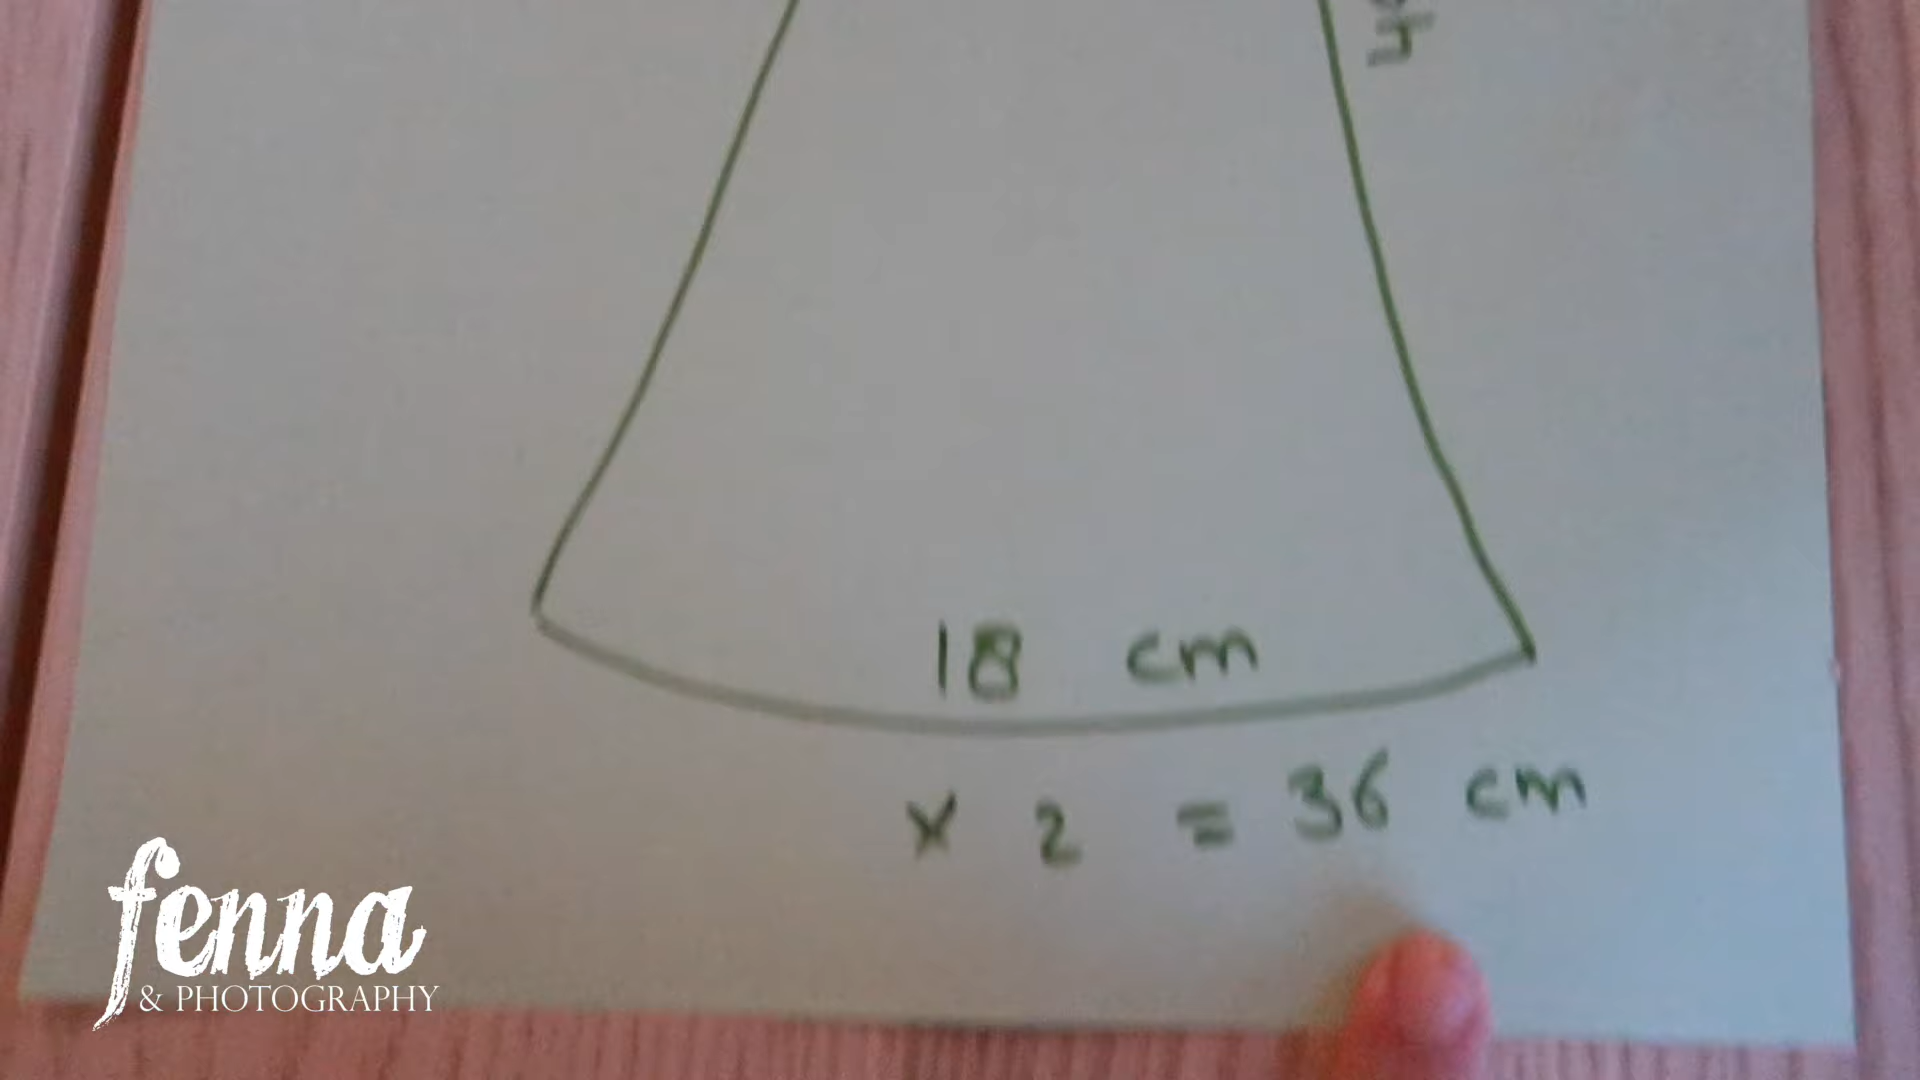 18 cm
x 2 = 36 cm
fenna
& PHOTOGRAPHY